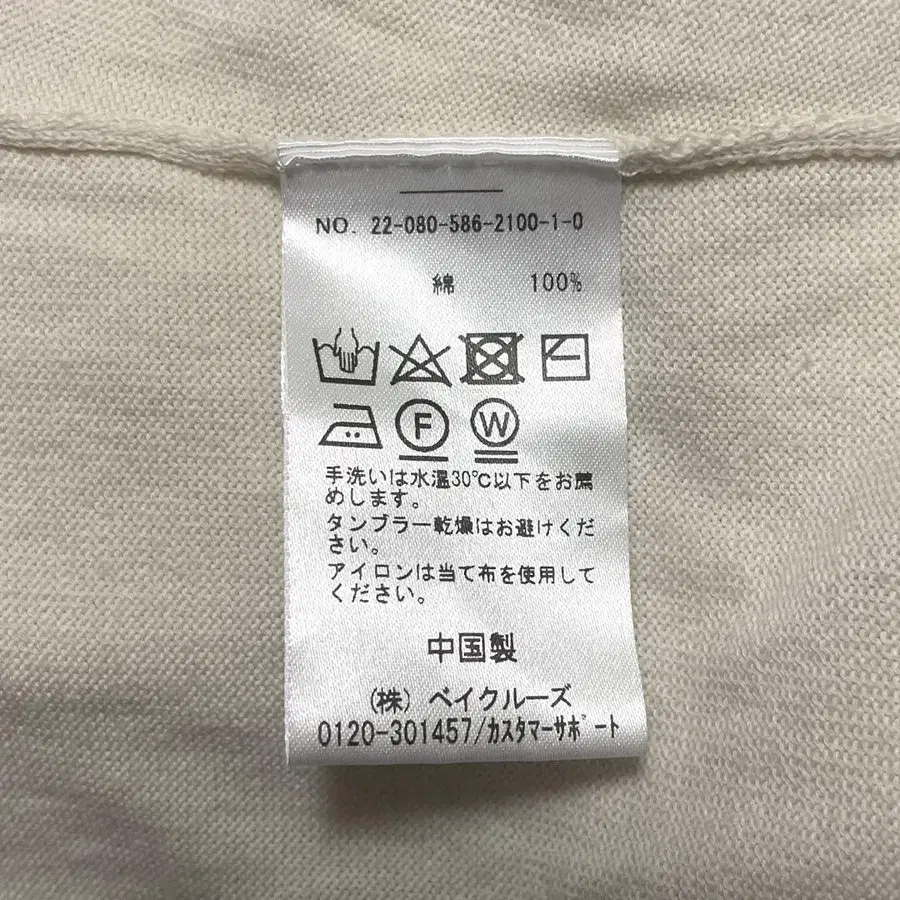 NO. 22-080-586-2100-1-0
綿 100%
F W
手洗いは水温30℃以下をお薦
めします。
タンブラー乾燥はお避けくだ
さい。
アイロンは当て布を使用して
ください。
中国製
(株) ベイクルーズ
0120-301457/カスタマーサポート